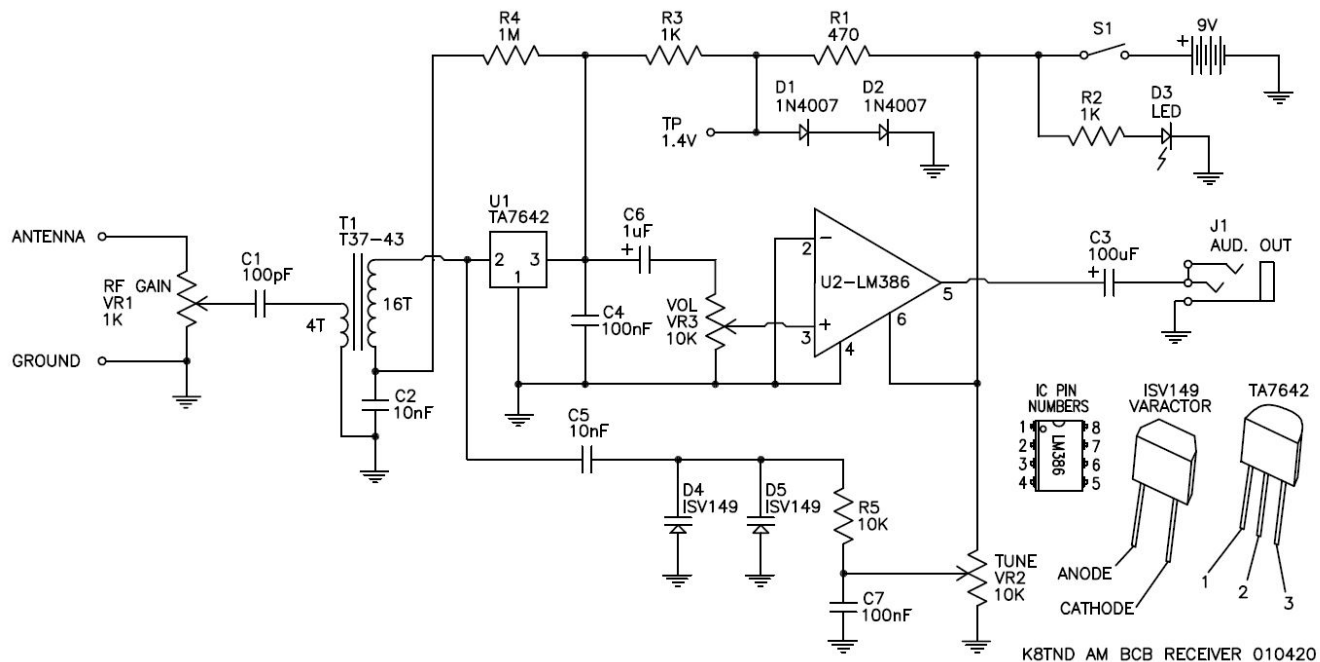 R4
1M
R3
1K
R1
470
S1
+
9V
D1
1N4007
D2
1N4007
TP
1.4V
R2
1K
D3
LED
ANTENNA
RF GAIN
VR1
1K
GROUND
C1
100pF
T1
T37-43
4T
16T
C2
10nF
U1
TA7642
2
3
1
C6
1uF
+
C4
100nF
VOL
VR3
10K
2
-
U2-LM386
+
3
4
6
5
C3
100uF
+
J1
AUD. OUT
C5
10nF
D4
ISV149
D5
ISV149
R5
10K
C7
100nF
TUNE
VR2
10K
IC PIN
NUMBERS
1
2
3
4
LM386
8
7
6
5
ISV149
VARACTOR
ANODE
CATHODE
TA7642
1
2
3
K8TND AM BCB RECEIVER 010420